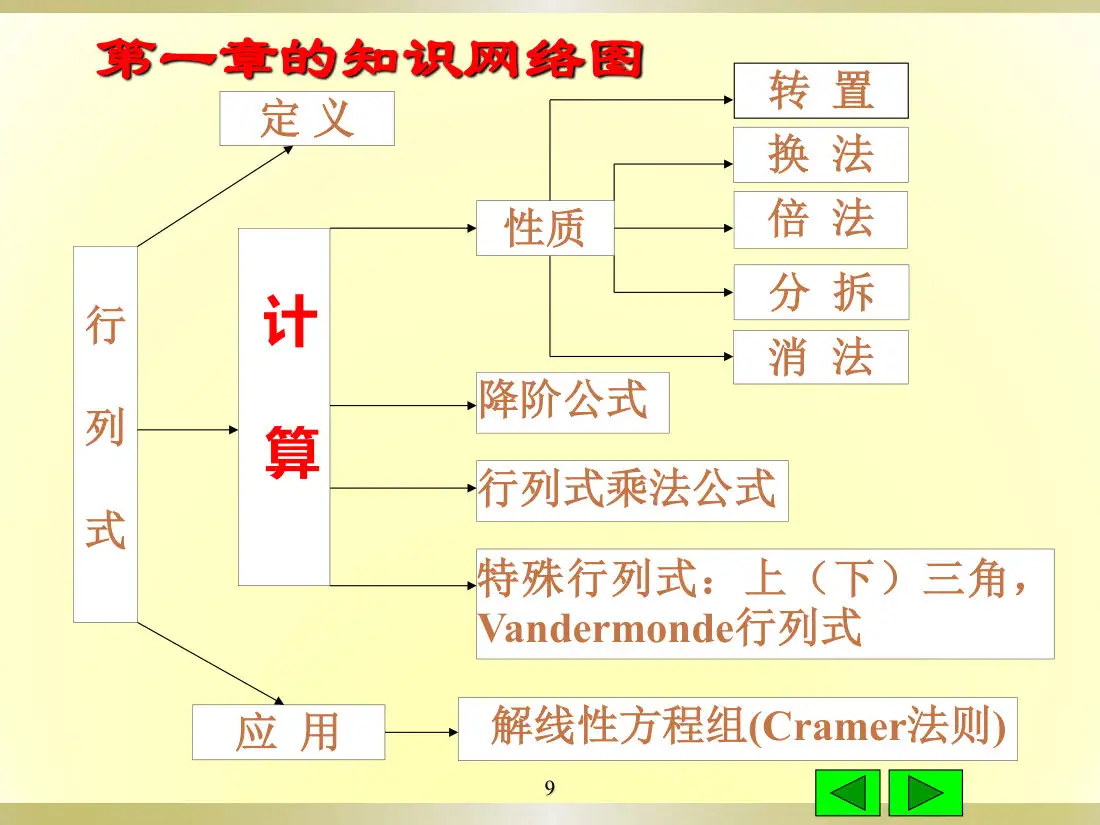 第一章的知识网络图
定 义
行
列
式
计
算
性质
转 置
换 法
倍 法
分 拆
消 法
降阶公式
行列式乘法公式
特殊行列式：上（下）三角，
Vandermonde行列式
应 用
解线性方程组(Cramer法则)
9